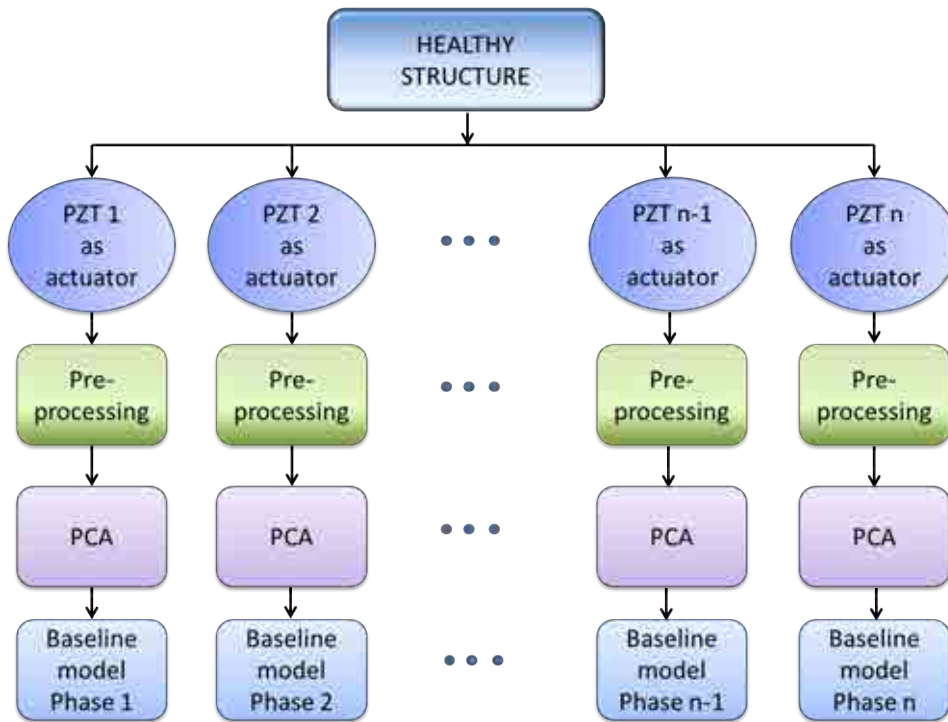 HEALTHY
STRUCTURE
PZT 1
as
actuator
PZT 2
as
actuator
PZT n-1
as
actuator
PZT n
as
actuator
Pre-
processing
Pre-
processing
Pre-
processing
Pre-
processing
PCA
PCA
PCA
PCA
Baseline
model
Phase 1
Baseline
model
Phase 2
Baseline
model
Phase n-1
Baseline
model
Phase n